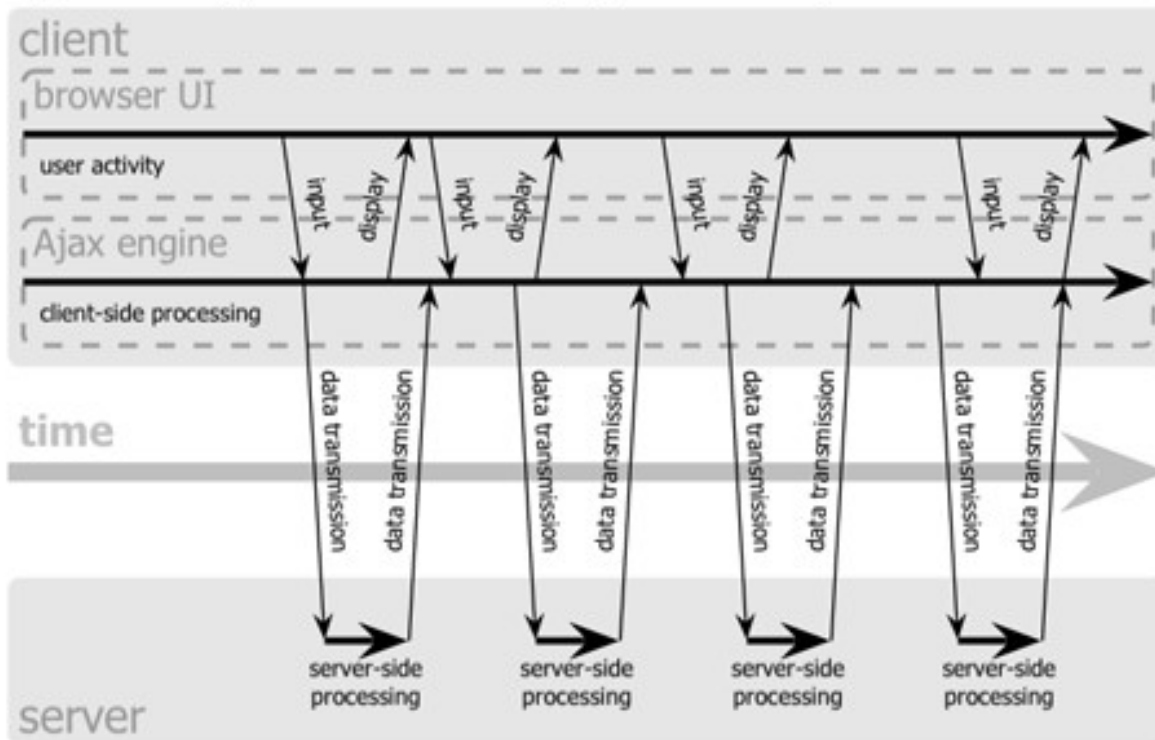 client
browser UI
user activity
input
display
input
display
input
display
input
display
Ajax engine
client-side processing
data transmission
data transmission
data transmission
data transmission
data transmission
data transmission
data transmission
data transmission
time
server-side
processing
server-side
processing
server-side
processing
server-side
processing
server